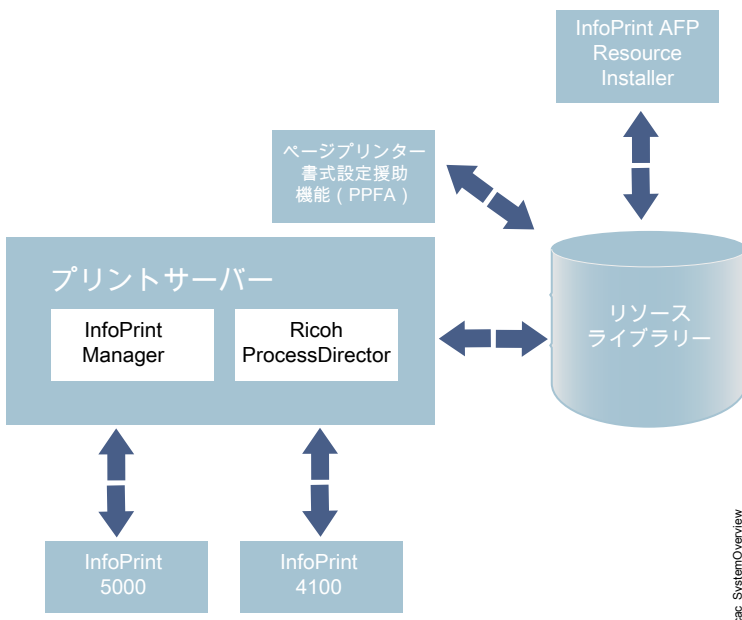 InfoPrint AFP
Resource
Installer
ページプリンター
書式設定援助
機能(PPFA)
プリントサーバー
InfoPrint
Manager
Ricoh
ProcessDirector
リソース
ライブラリー
InfoPrint
5000
InfoPrint
4100
SystemOverview